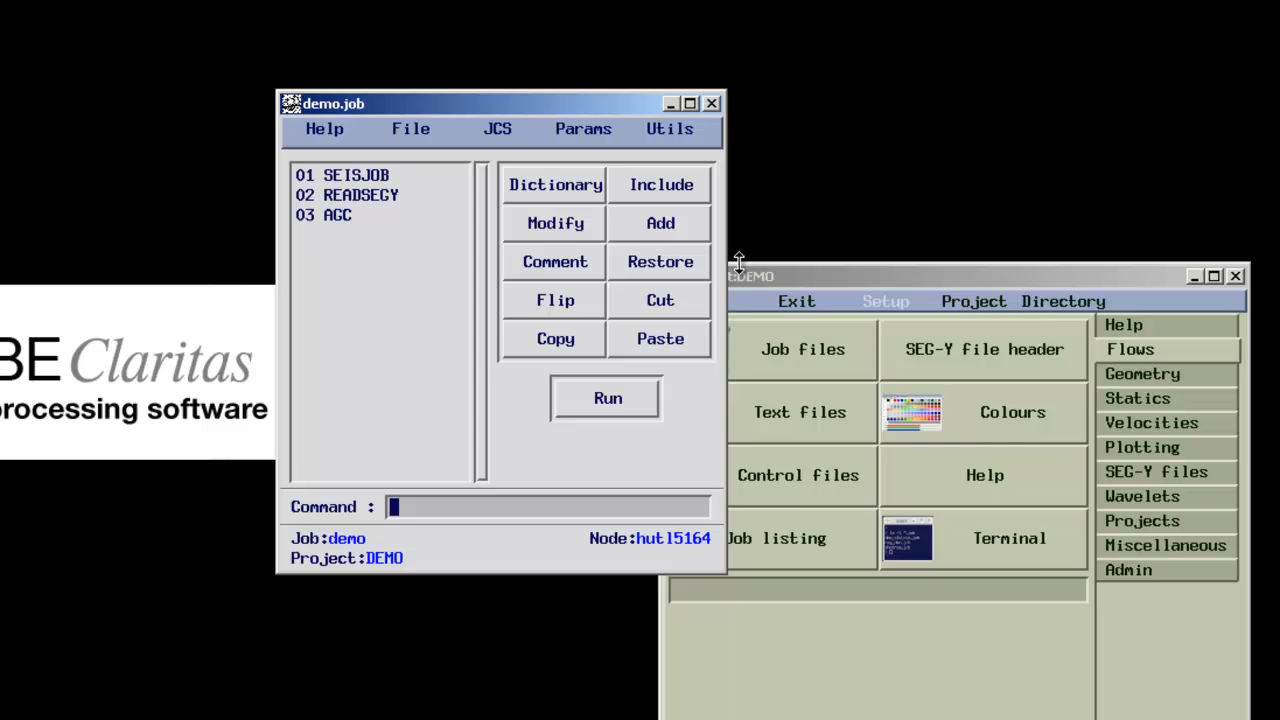 BE Claritas
processing software
demo.job
Help File JCS Params Utils
01 SEISJOB
02 READSEGY
03 AGC
Dictionary Include
Modify Add
Comment Restore
Flip Cut
Copy Paste
Run
Command :
Job:demo Node:hutl5164
Project:DEMO
t:DEMO
Exit Setup Project Directory
Job files SEG-Y file header
Text files Colours
Control files Help
Job listing Terminal
Help
Flows
Geometry
Statics
Velocities
Plotting
SEG-Y files
Wavelets
Projects
Miscellaneous
Admin